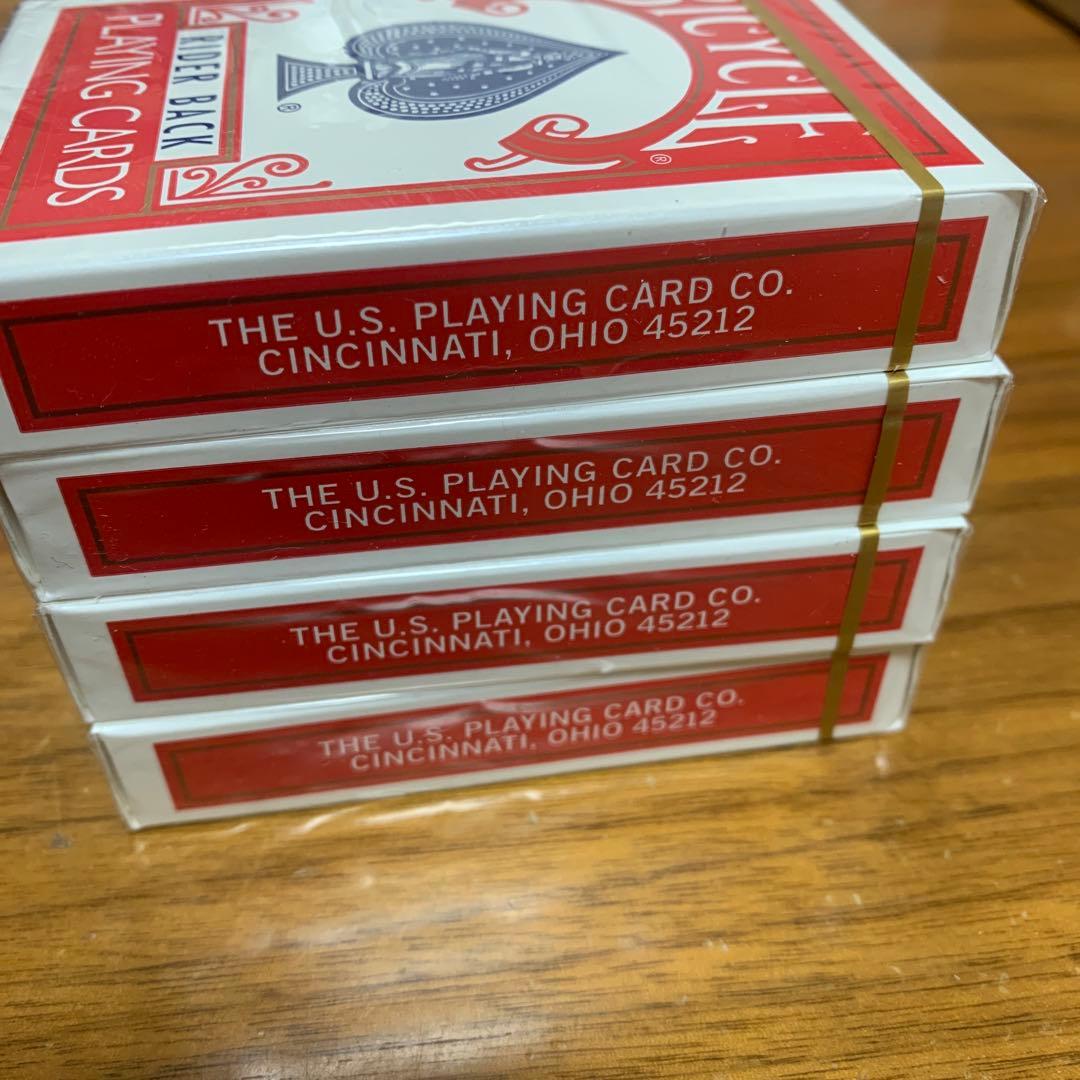 BICYCLE
®
®
RIDER BACK
PLAYING CARDS
THE U.S. PLAYING CARD CO.
CINCINNATI, OHIO 45212
THE U.S. PLAYING CARD CO.
CINCINNATI, OHIO 45212
THE U.S. PLAYING CARD CO.
CINCINNATI, OHIO 45212
THE U.S. PLAYING CARD CO.
CINCINNATI, OHIO 45212